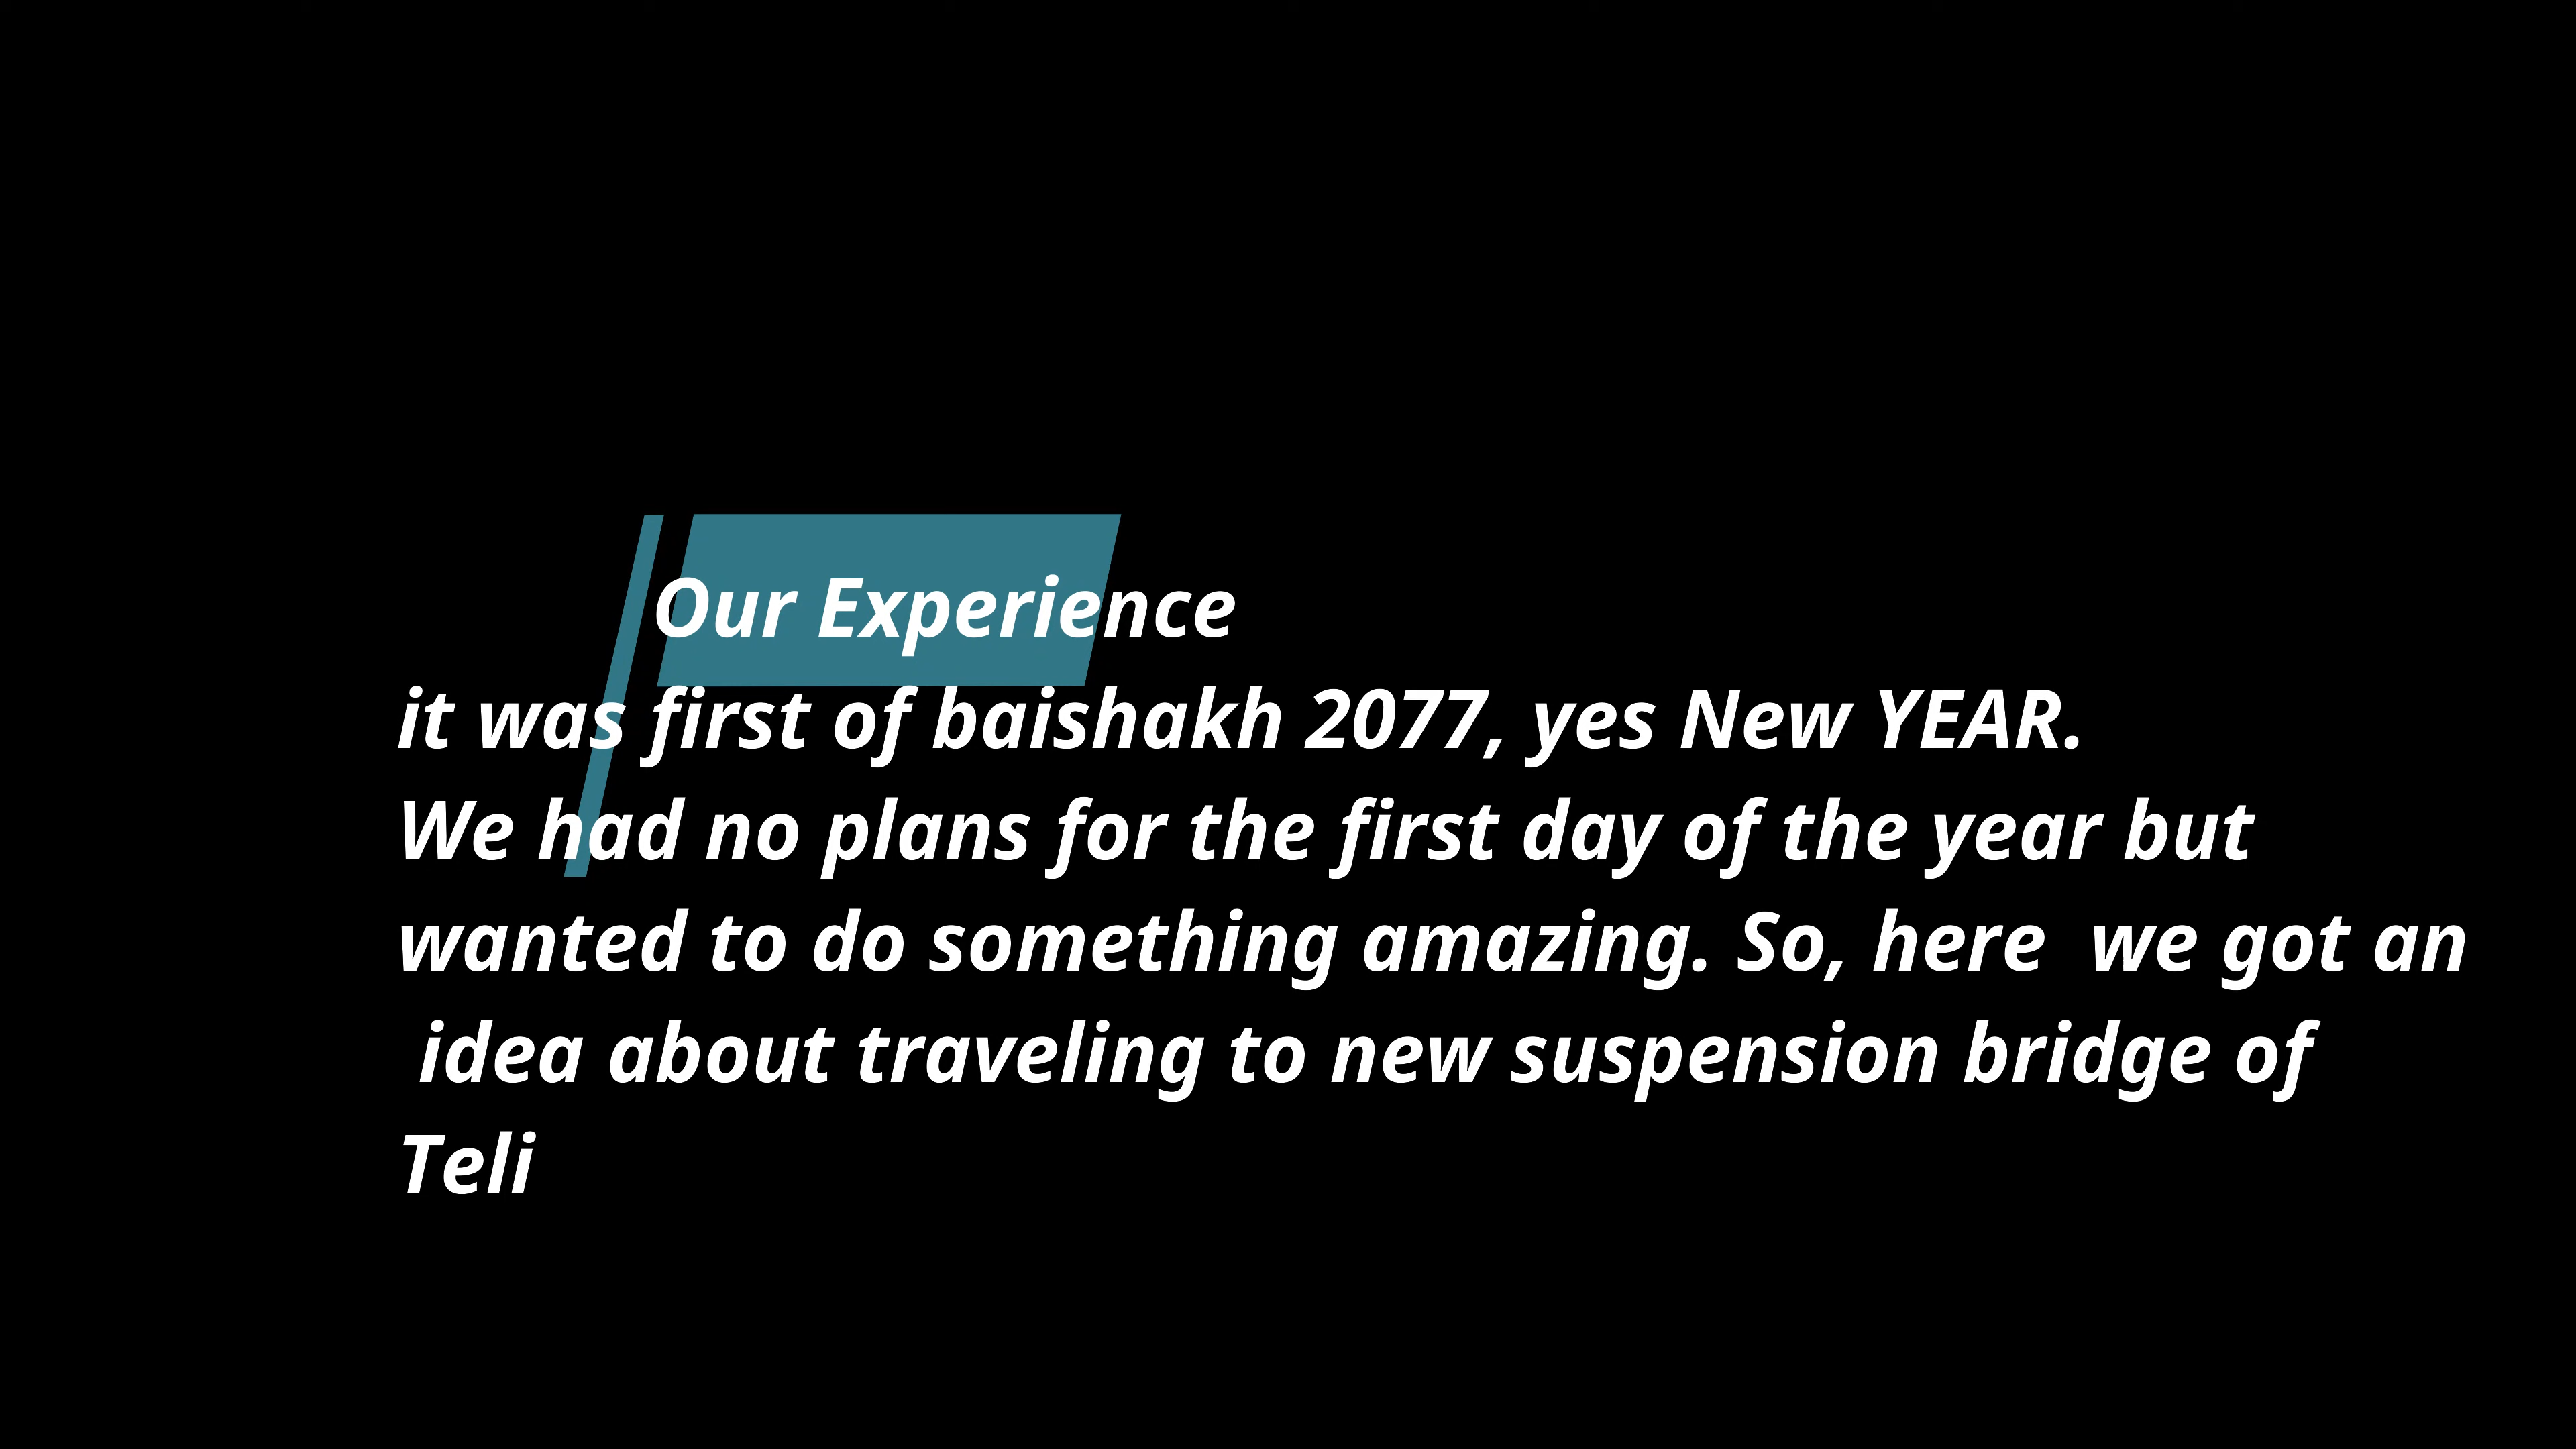 Our Experience
it was first of baishakh 2077, yes New YEAR.
We had no plans for the first day of the year but
wanted to do something amazing. So, here  we got an
idea about traveling to new suspension bridge of
Teli